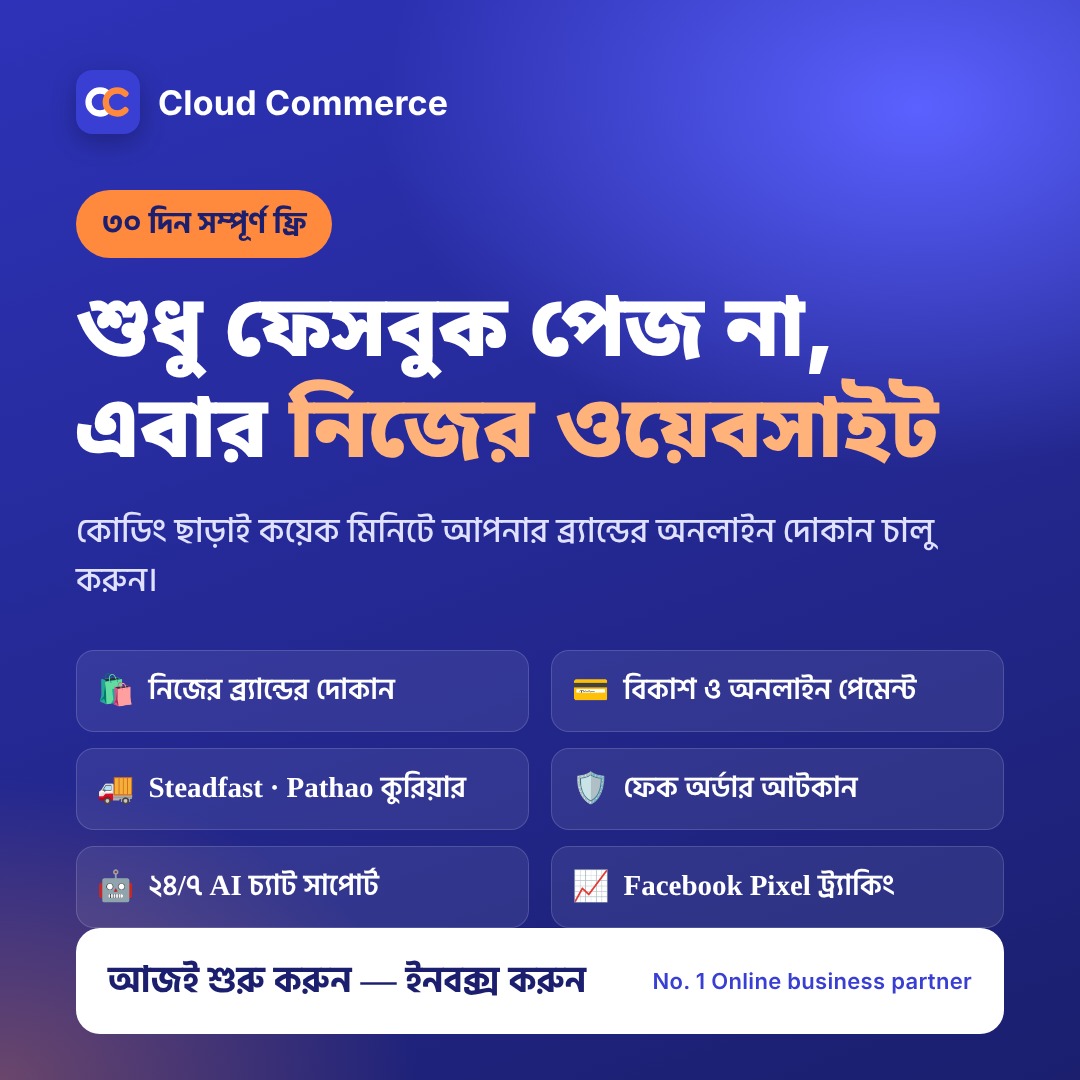 Cloud Commerce
৩০ দিন সম্পূর্ণ ফ্রি
শুধু ফেসবুক পেজ না,
এবার নিজের ওয়েবসাইট
কোডিং ছাড়াই কয়েক মিনিটে আপনার ব্র্যান্ডের অনলাইন দোকান চালু
করুন।
নিজের ব্র্যান্ডের দোকান
বিকাশ ও অনলাইন পেমেন্ট
Steadfast · Pathao কুরিয়ার
ফেক অর্ডার আটকান
২৪/৭ AI চ্যাট সাপোর্ট
Facebook Pixel ট্র্যাকিং
আজই শুরু করুন — ইনবক্স করুন
No. 1 Online business partner